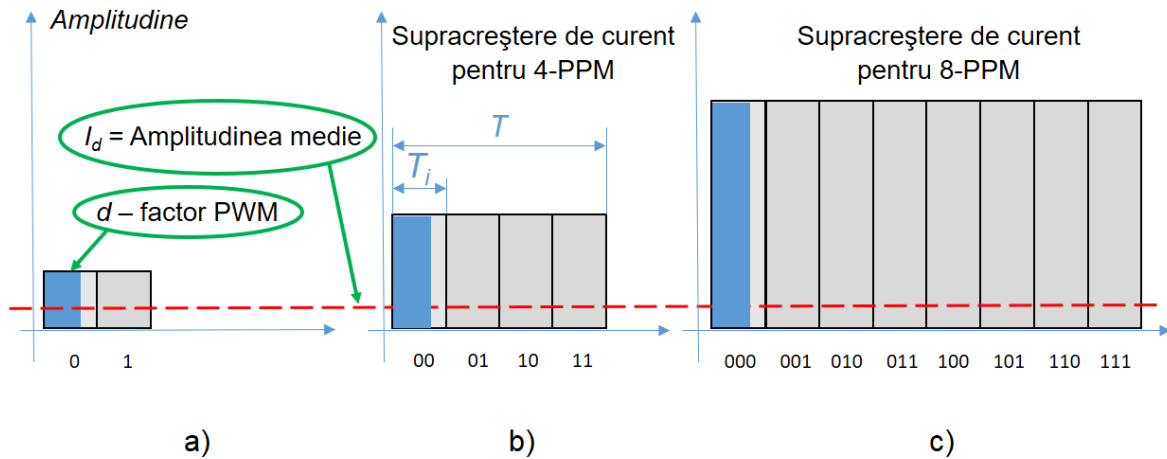 Amplitudine
Supracreştere de curent
pentru 4-PPM
Supracreştere de curent
pentru 8-PPM
I_d = Amplitudinea medie
d – factor PWM
T
T_i
0 1
00 01 10 11
000 001 010 011 100 101 110 111
a)
b)
c)